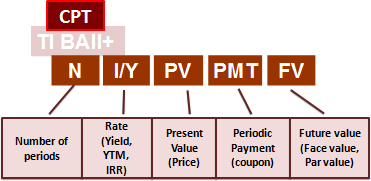 CPT
TI BAII+
N I/Y PV PMT FV
Number of
periods
Rate
(Yield,
YTM,
IRR)
Present
Value
(Price)
Periodic
Payment
(coupon)
Future value
(Face value,
Par value)